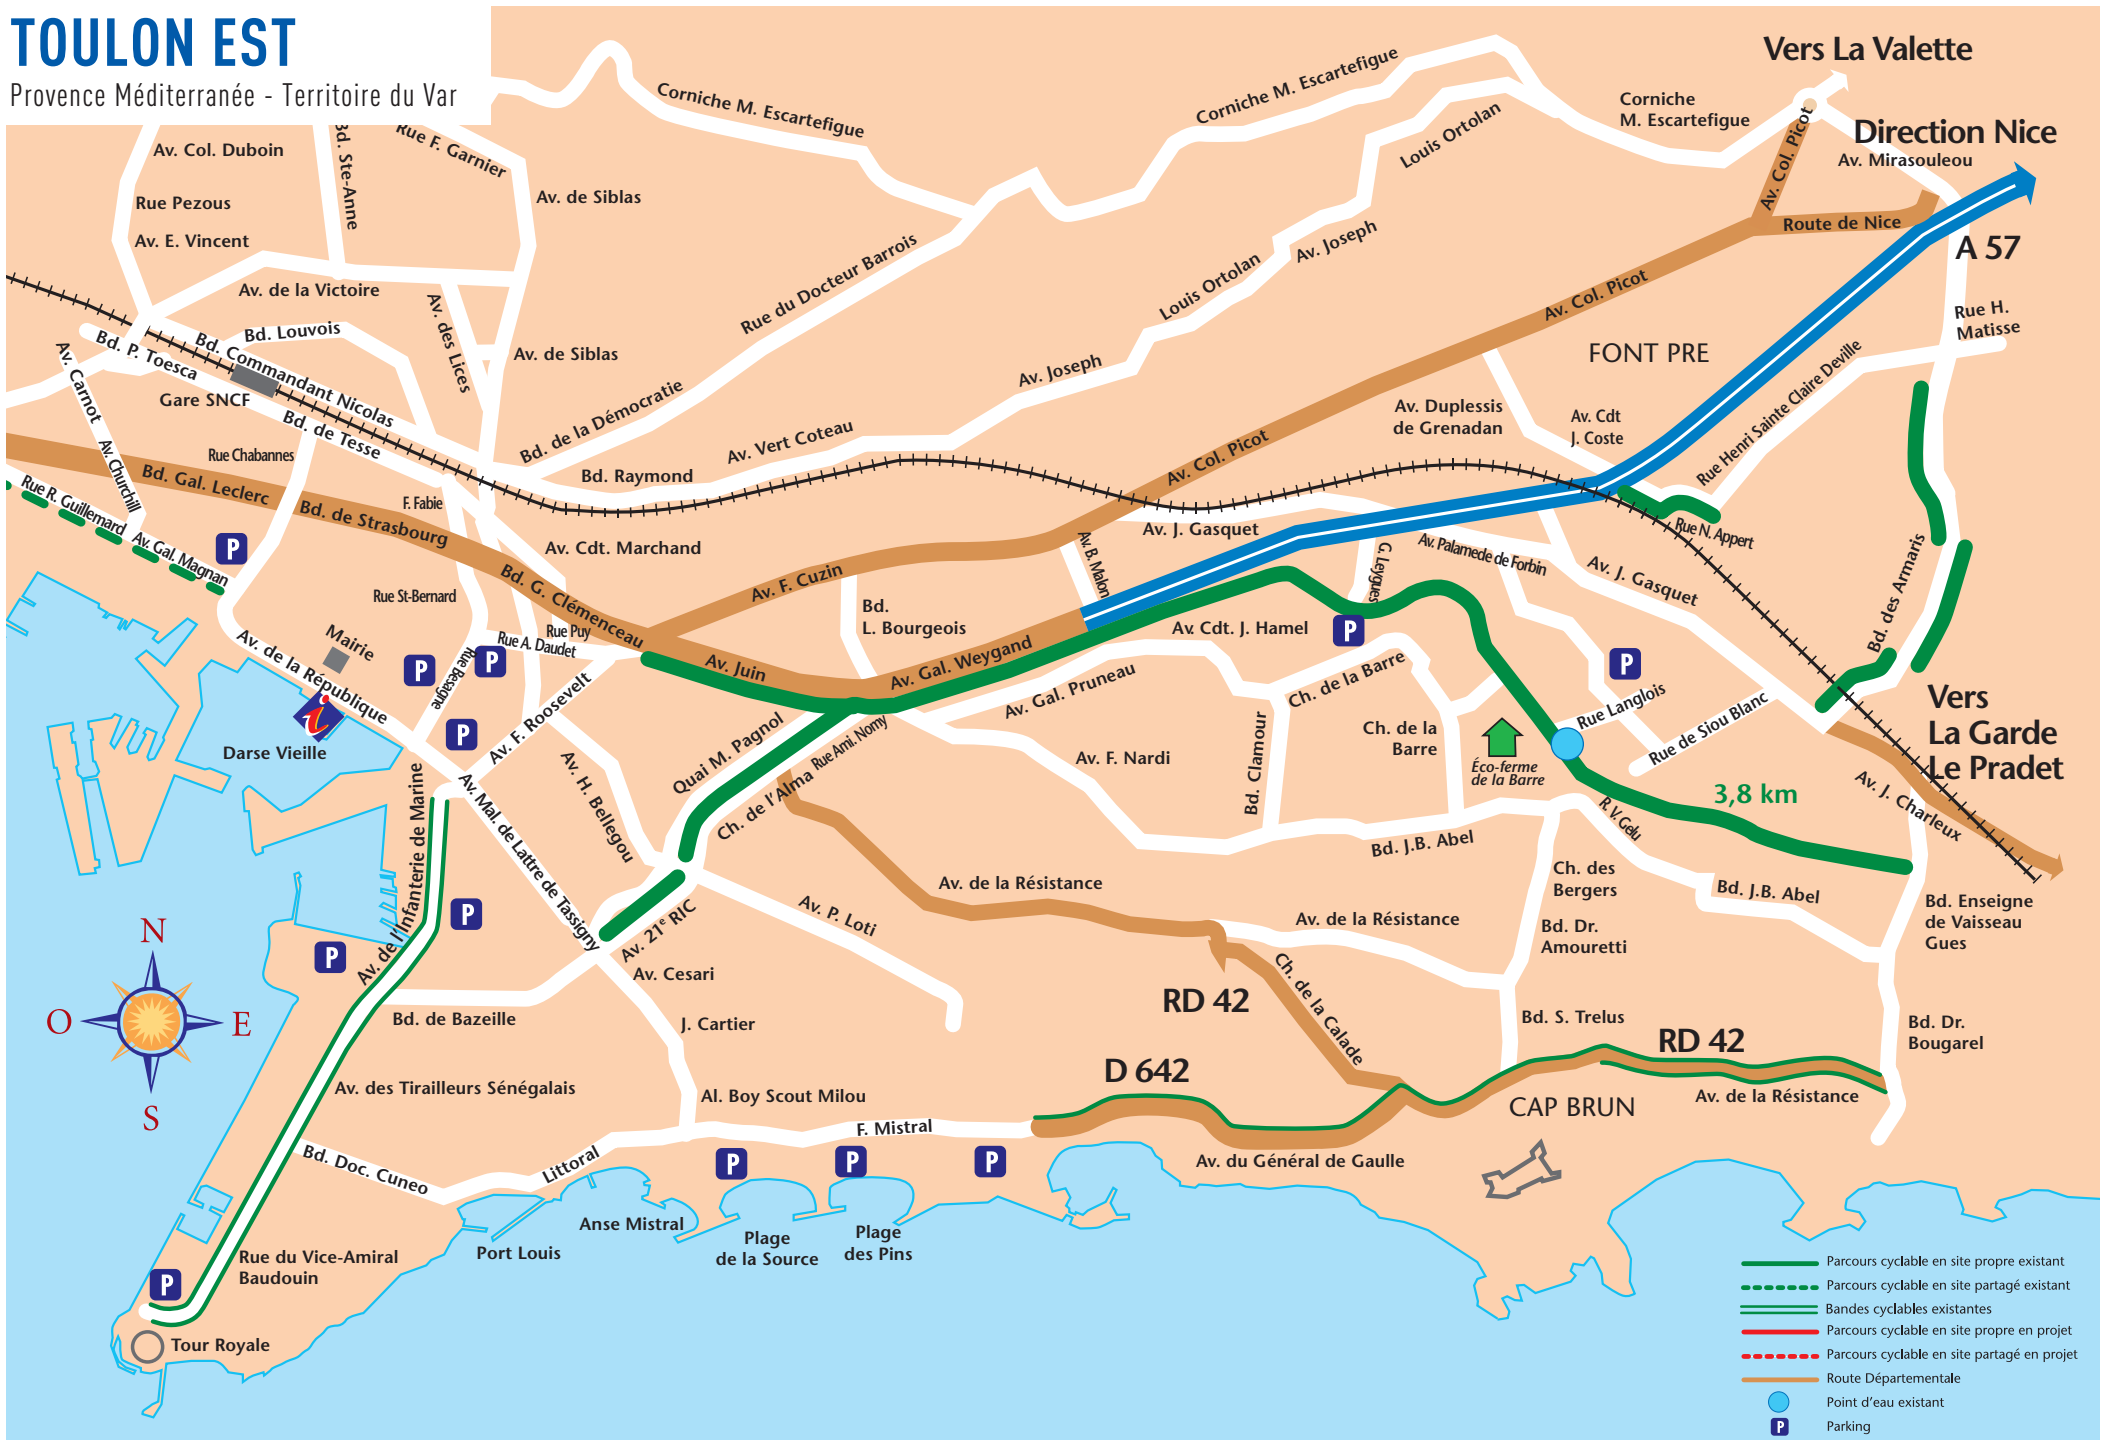 TOULON EST
Provence Méditerranée - Territoire du Var
Vers La Valette
Direction Nice
Av. Mirasouleou
Corniche
M. Escartefigue
Corniche M. Escartefigue
Corniche M. Escartefigue
Louis Ortolan
Av. Col. Picot
Route de Nice
A 57
Av. Col. Duboin
Bd. Ste-Anne
Rue F. Garnier
Av. de Siblas
Rue Pezous
Av. E. Vincent
Av. de la Victoire
Av. des Lices
Rue du Docteur Barrois
Louis Ortolan
Av. Joseph
Av. Col. Picot
Rue H.
Matisse
FONT PRE
Bd. Louvois
Bd. Commandant Nicolas
Bd. P. Toesca
Av. Carnot
Gare SNCF
Av. de Siblas
Bd. de Tesse
Bd. de la Démocratie
Av. Joseph
Av. Vert Coteau
Bd. Raymond
Av. Col. Picot
Av. Duplessis
de Grenadan
Av. Cdt
J. Coste
Rue Henri Sainte Claire Deville
Rue Chabannes
Av. Churchill
Bd. Gal. Leclerc
Bd. de Strasbourg
F. Fabie
Rue R. Guillemard
Av. Gal. Magnan
P
Av. Cdt. Marchand
Bd. G. Clémenceau
Av. F. Cuzin
Av. B. Malon
Av. J. Gasquet
G. Leygues
Av. Palamede de Forbin
Av. J. Gasquet
Rue N. Appert
Bd. des Armaris
Rue St-Bernard
Rue Puy
Rue A. Daudet
Rue Besagne
Bd.
L. Bourgeois
Av. Juin
Av. Gal. Weygand
Av. Cdt. J. Hamel
P
P
Mairie
Av. de la République
i
P
P
P
Darse Vieille
Av. F. Roosevelt
Av. H. Bellegou
Quai M. Pagnol
Ch. de l'Alma
Rue Ami. Nomy
Av. Gal. Pruneau
Av. F. Nardi
Ch. de la Barre
Bd. Clamour
Ch. de la
Barre
Éco-ferme
de la Barre
Rue Langlois
Rue de Siou Blanc
Vers
La Garde
Le Pradet
Av. J. Charleux
3,8 km
R. V. Gelu
Bd. J.B. Abel
Bd. J.B. Abel
Av. de l'Infanterie de Marine
Av. Mal. de Lattre de Tassigny
Av. 21e RIC
Av. P. Loti
Av. de la Résistance
Av. de la Résistance
Ch. des
Bergers
Bd. Dr.
Amouretti
Bd. Enseigne
de Vaisseau
Gues
P
P
N
O
E
S
Av. Cesari
Bd. de Bazeille
J. Cartier
RD 42
Ch. de la Calade
Bd. S. Trelus
RD 42
Bd. Dr.
Bougarel
D 642
Av. des Tirailleurs Sénégalais
Al. Boy Scout Milou
F. Mistral
CAP BRUN
Av. de la Résistance
Av. du Général de Gaulle
Bd. Doc. Cuneo
Littoral
P
P
P
Port Louis
Anse Mistral
Plage
de la Source
Plage
des Pins
Rue du Vice-Amiral
Baudouin
P
Tour Royale
Parcours cyclable en site propre existant
Parcours cyclable en site partagé existant
Bandes cyclables existantes
Parcours cyclable en site propre en projet
Parcours cyclable en site partagé en projet
Route Départementale
Point d'eau existant
P
Parking